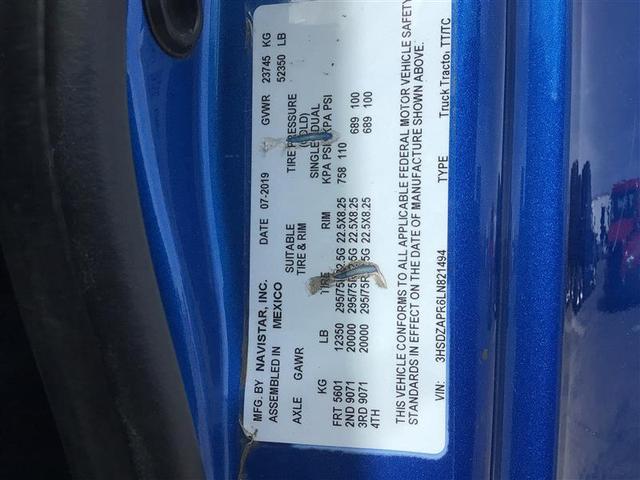 MFG. BY NAVISTAR, INC. DATE 07-2019 GVWR 23745 KG
ASSEMBLED IN MEXICO 52350 LB
SUITABLE TIRE PRESSURE
AXLE GAWR TIRE & RIM (COLD)
SINGLE DUAL
KG LB TIRE RIM KPA PSI KPA PSI
FRT 5601 12350 295/75R22.5G 22.5X8.25 758 110
2ND 9071 20000 295/75R22.5G 22.5X8.25 689 100
3RD 9071 20000 295/75R22.5G 22.5X8.25 689 100
4TH
THIS VEHICLE CONFORMS TO ALL APPLICABLE FEDERAL MOTOR VEHICLE SAFETY
STANDARDS IN EFFECT ON THE DATE OF MANUFACTURE SHOWN ABOVE.
VIN: 3HSDZAPR6LN821494 TYPE Truck Tractor, TT/TC